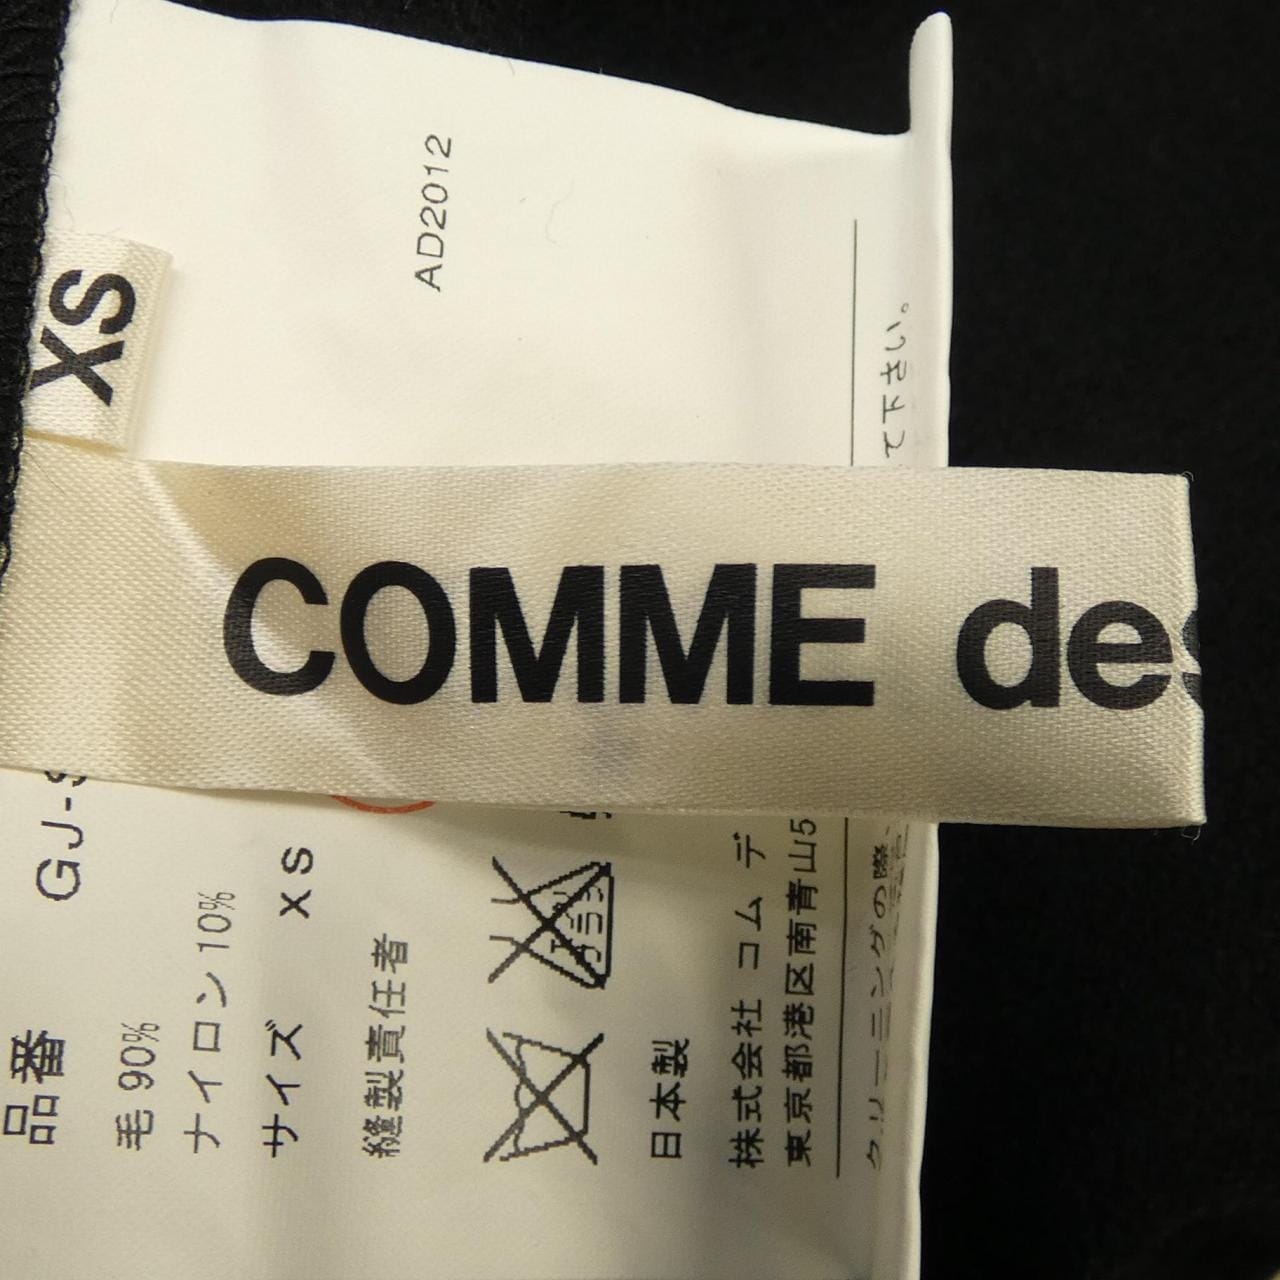 XS
AD2012
COMME des
品番 GJ-S
毛 90%
ナイロン 10%
サイズ XS
縫製責任者
日本製
株式会社 コム デ
東京都港区南青山5
クリーニングの際
て下さい。